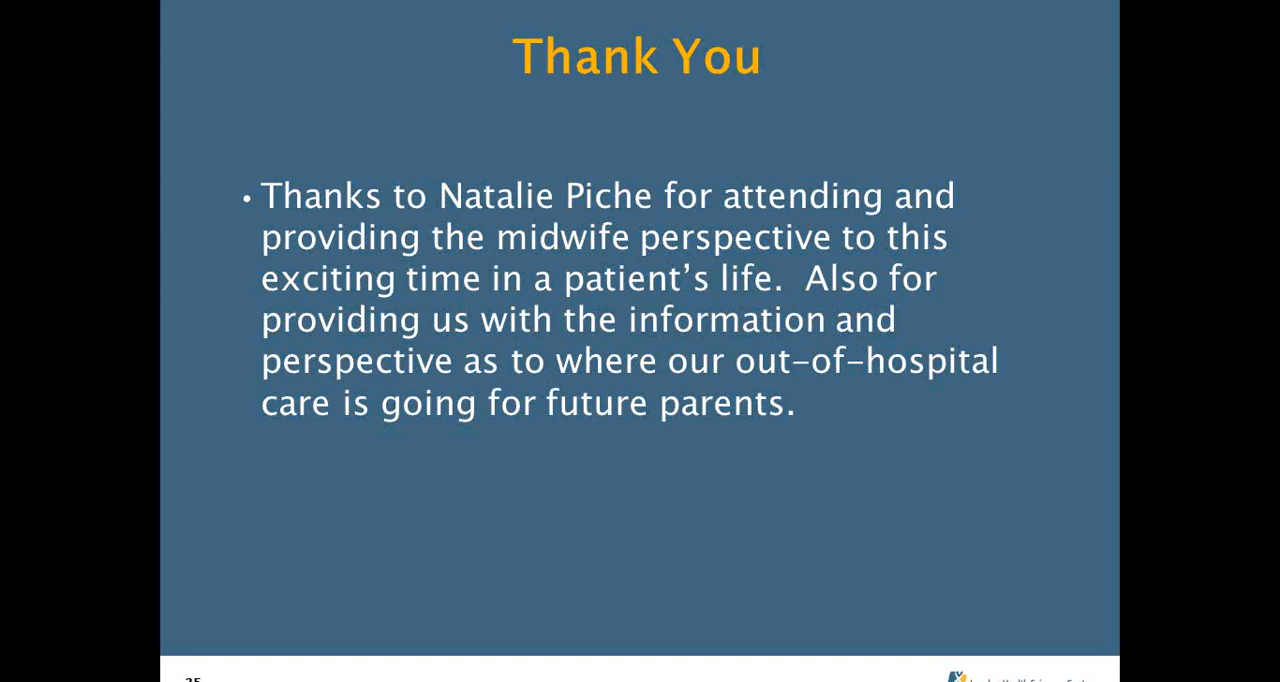 Thank You
• Thanks to Natalie Piche for attending and
providing the midwife perspective to this
exciting time in a patient’s life.  Also for
providing us with the information and
perspective as to where our out-of-hospital
care is going for future parents.
25